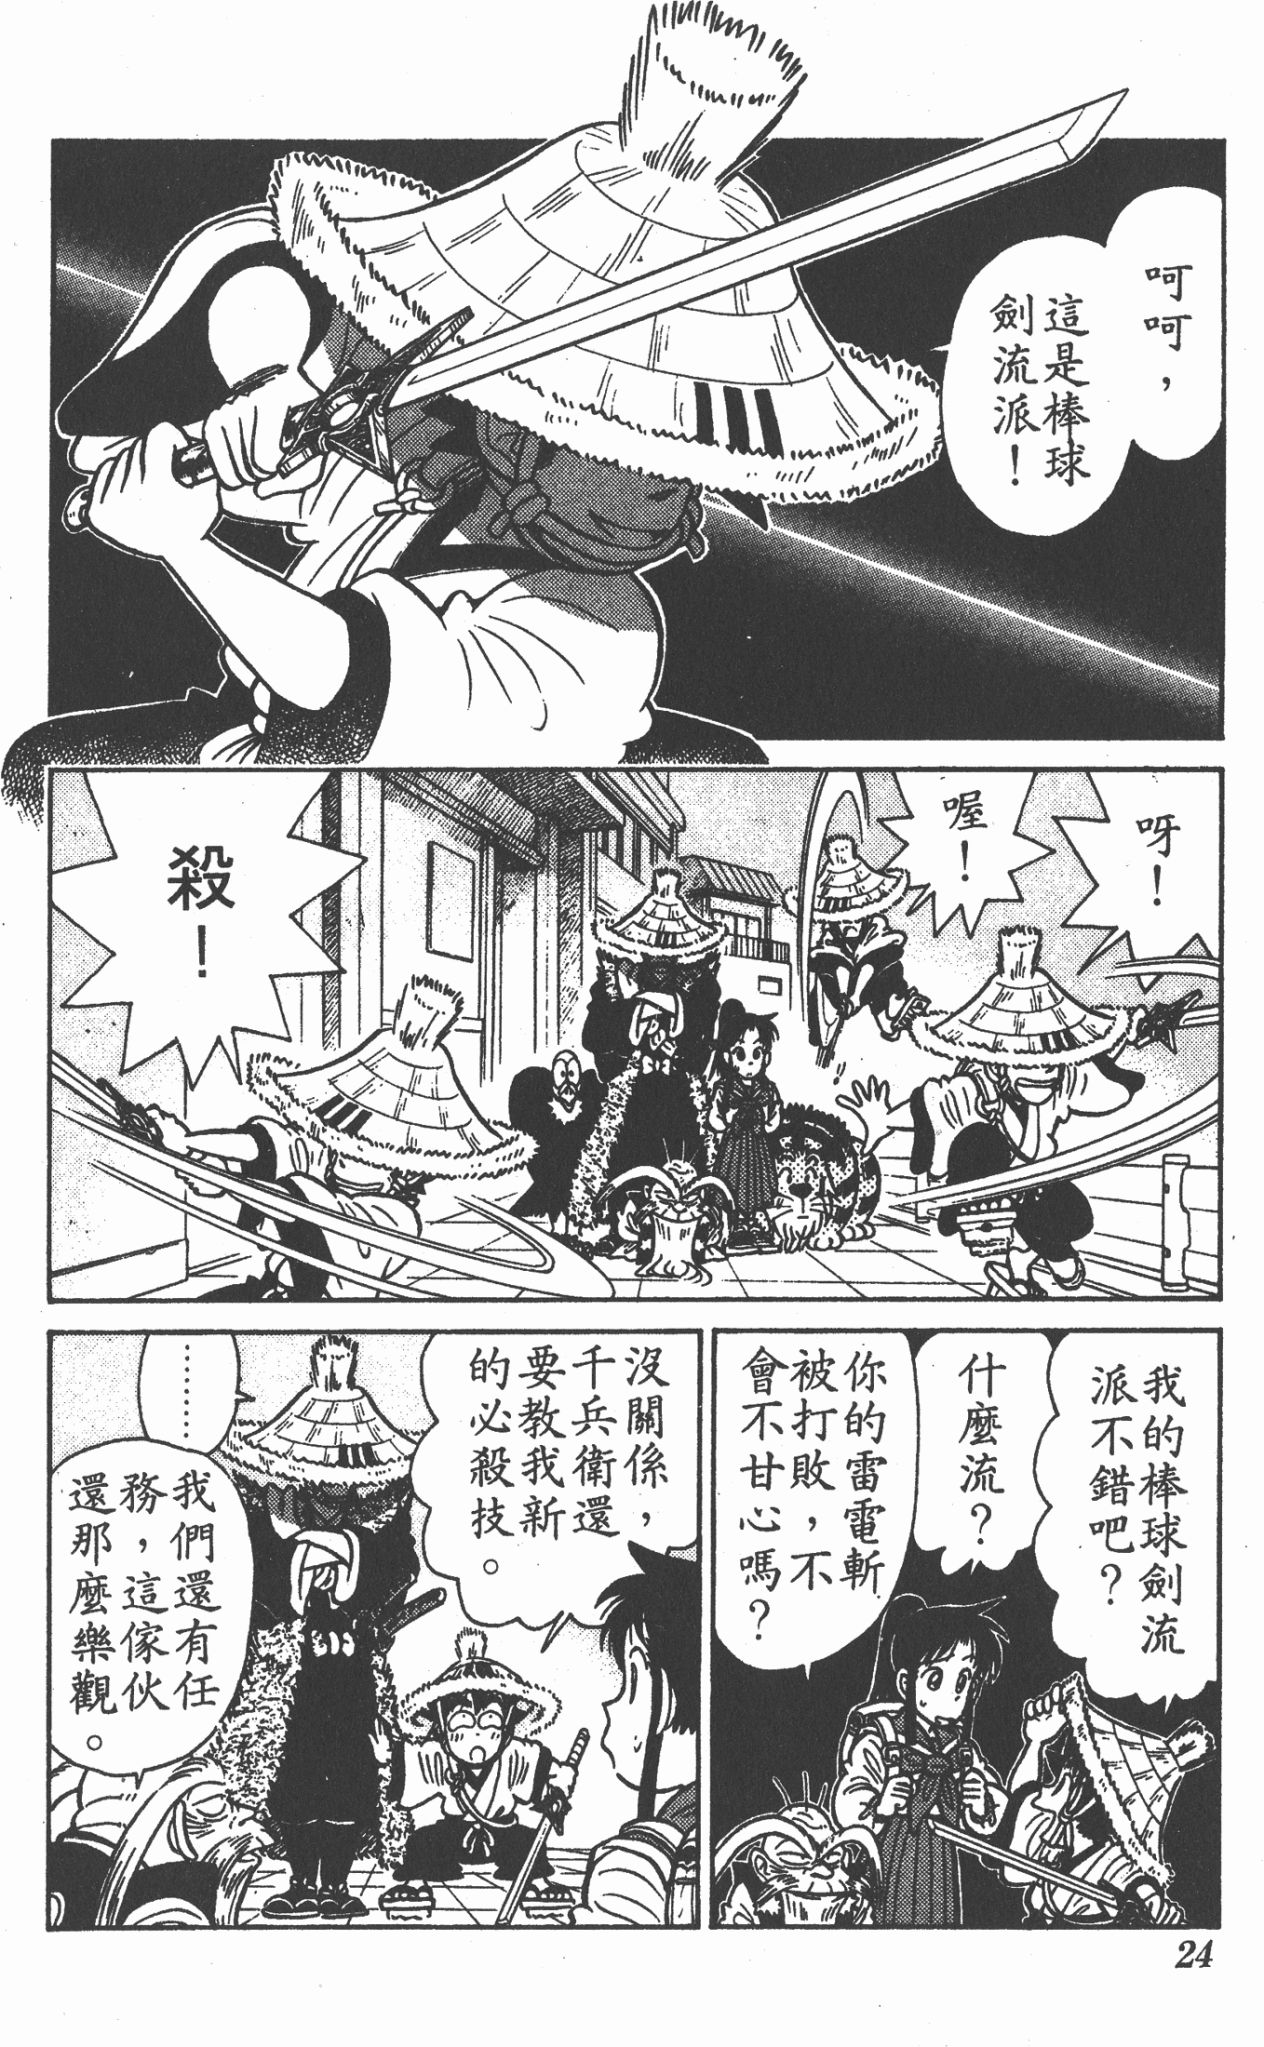 呵呵，
這是棒球
劍流派！
呀！
喔！
殺！
我的棒球劍流
派不錯吧？
什麼流？
你的雷電斬
被打敗，不
會不甘心嗎？
沒關係，
千兵衛還
要教我新
的必殺技。
……
我們還有任
務，這傢伙
還那麼樂觀。
24